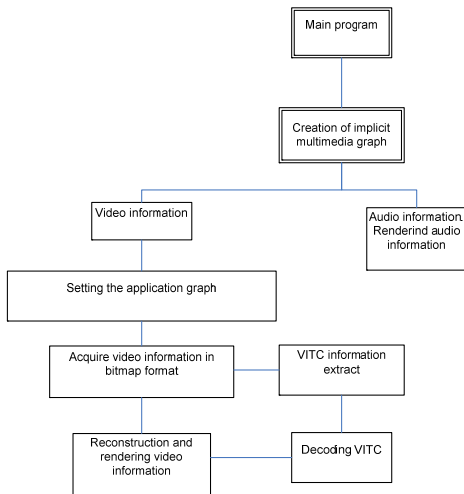 Main program
Creation of implicit
multimedia graph
Video information
Audio information.
Renderind audio
information
Setting the application graph
Acquire video information in
bitmap format
VITC information
extract
Reconstruction and
rendering video
information
Decoding VITC